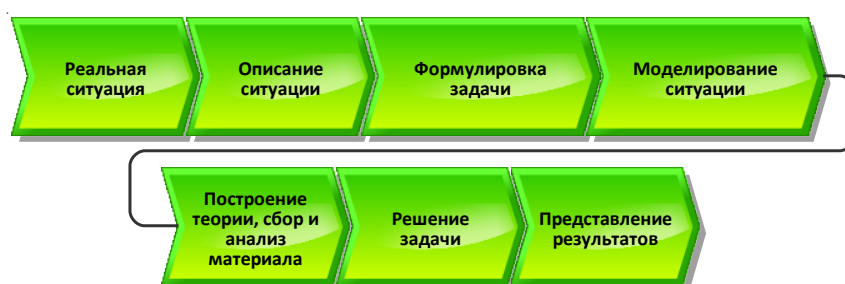 Реальная
ситуация
Описание
ситуации
Формулировка
задачи
Моделирование
ситуации
Построение
теории, сбор и
анализ
материала
Решение
задачи
Представление
результатов